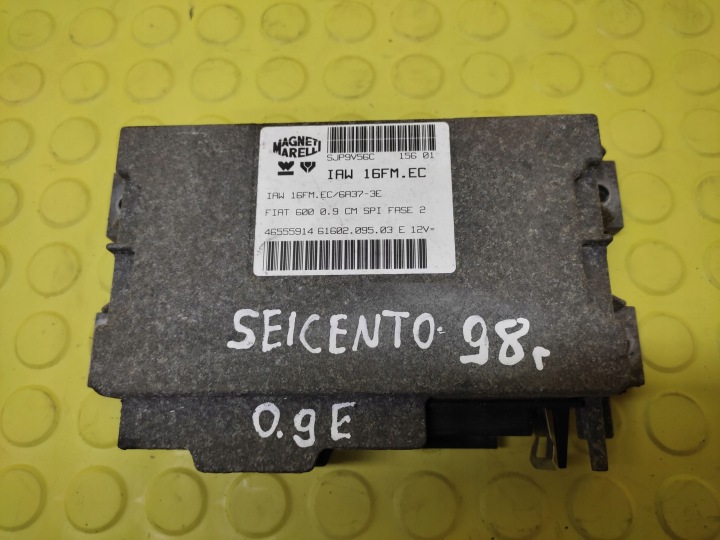 MAGNETI
MARELLI
SJP9V56C 156 01
IAW 16FM.EC
IAW 16FM.EC/6A37-3E
FIAT 600 0.9 CM SPI FASE 2
46555914 61602.095.03 E 12V=
SEICENTO 98г
0.9E